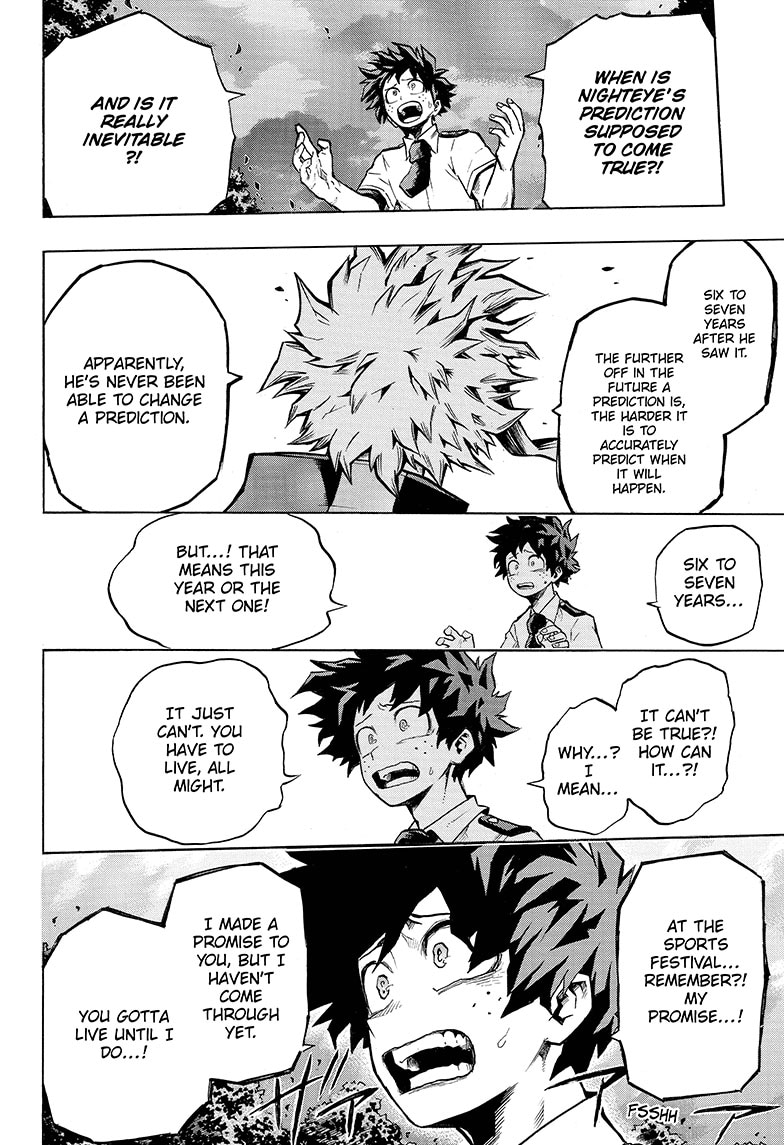 WHEN IS
NIGHTEYE'S
PREDICTION
SUPPOSED
TO COME
TRUE?!
AND IS IT
REALLY
INEVITABLE
?!
SIX TO
SEVEN
YEARS
AFTER HE
SAW IT.
THE FURTHER
OFF IN THE
FUTURE A
PREDICTION IS,
THE HARDER IT
IS TO
ACCURATELY
PREDICT WHEN
IT WILL
HAPPEN.
APPARENTLY,
HE'S NEVER BEEN
ABLE TO CHANGE
A PREDICTION.
SIX TO
SEVEN
YEARS...
BUT...! THAT
MEANS THIS
YEAR OR THE
NEXT ONE!
IT CAN'T
BE TRUE?!
HOW CAN
IT...?!
WHY...?
I
MEAN...
IT JUST
CAN'T. YOU
HAVE TO
LIVE, ALL
MIGHT.
AT THE
SPORTS
FESTIVAL...
REMEMBER?!
MY
PROMISE...!
I MADE A
PROMISE TO
YOU, BUT I
HAVEN'T
COME
THROUGH
YET.
YOU GOTTA
LIVE UNTIL I
DO...!
FSSHH